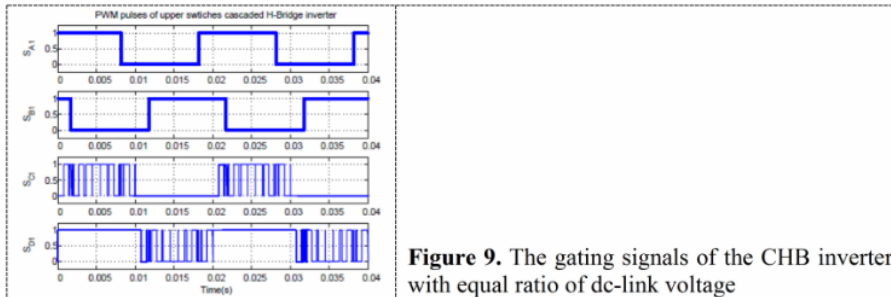 PWM pulses of upper swtiches cascaded H-Bridge inverter
S_A1
1
0.5
0
0 0.005 0.01 0.015 0.02 0.025 0.03 0.035 0.04
S_B1
1
0.5
0
0 0.005 0.01 0.015 0.02 0.025 0.03 0.035 0.04
S_C1
1
0.5
0
0 0.005 0.01 0.015 0.02 0.025 0.03 0.035 0.04
S_D1
1
0.5
0
0 0.005 0.01 0.015 0.02 0.025 0.03 0.035 0.04
Time(s)
Figure 9. The gating signals of the CHB inverter
with equal ratio of dc-link voltage